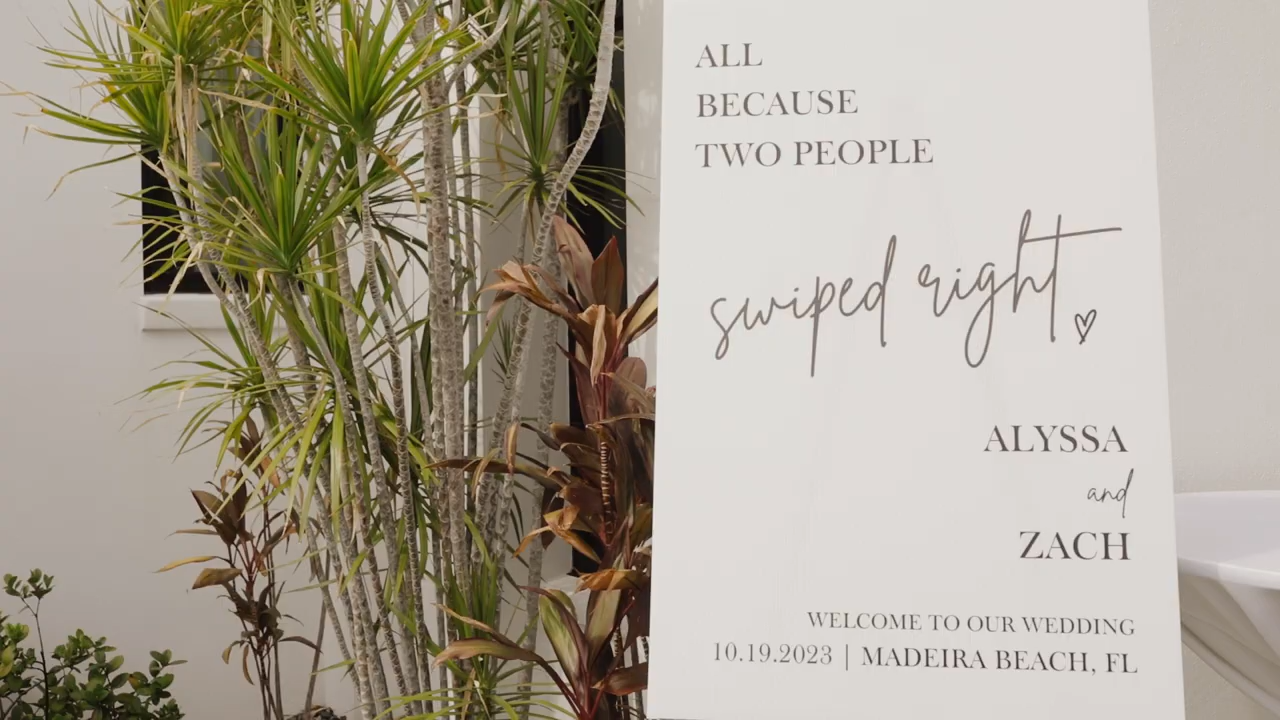 ALL
BECAUSE
TWO PEOPLE
swiped right
ALYSSA
and
ZACH
WELCOME TO OUR WEDDING
10.19.2023 | MADEIRA BEACH, FL